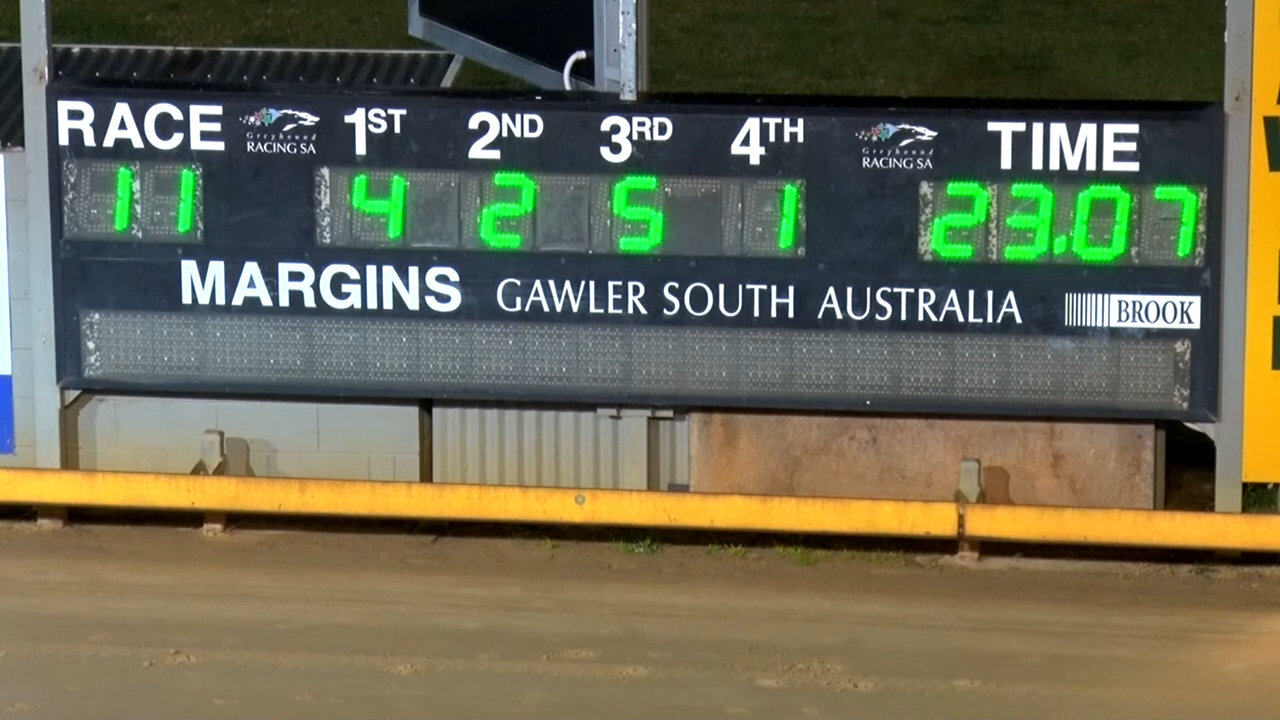 RACE Greyhound RACING SA 1ST 2ND 3RD 4TH Greyhound RACING SA TIME
11 4 2 5 1 23.07
MARGINS GAWLER SOUTH AUSTRALIA BROOK